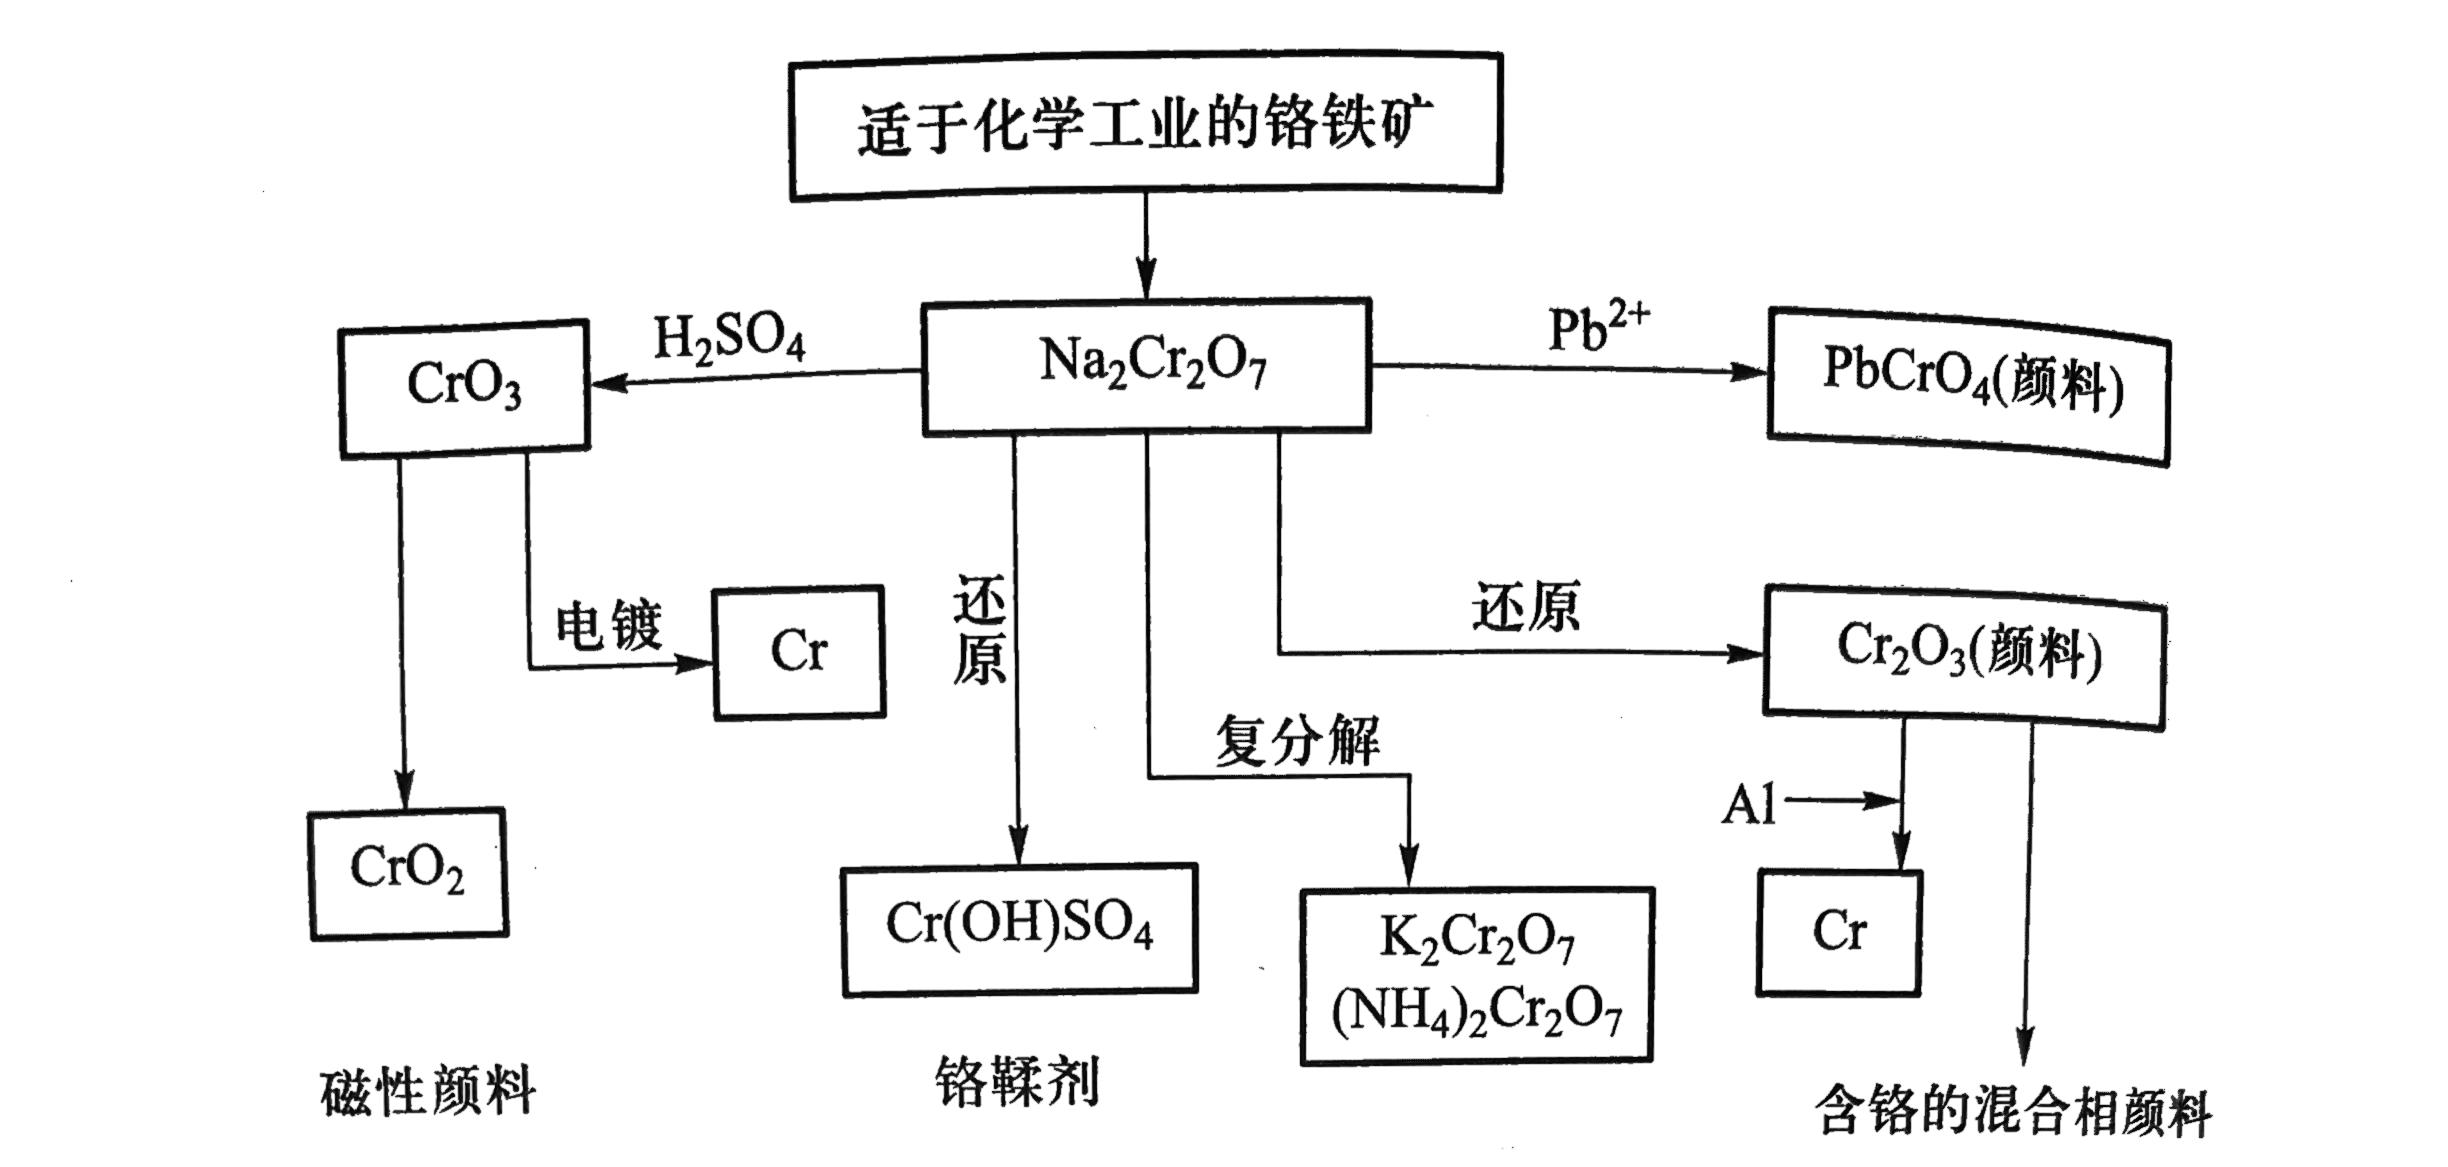 适于化学工业的铬铁矿
CrO₃
H₂SO₄
Na₂Cr₂O₇
Pb²⁺
PbCrO₄(颜料)
电镀
Cr
还原
还原
Cr₂O₃(颜料)
复分解
Al
CrO₂
Cr(OH)SO₄
K₂Cr₂O₇
(NH₄)₂Cr₂O₇
Cr
磁性颜料
铬鞣剂
含铬的混合相颜料